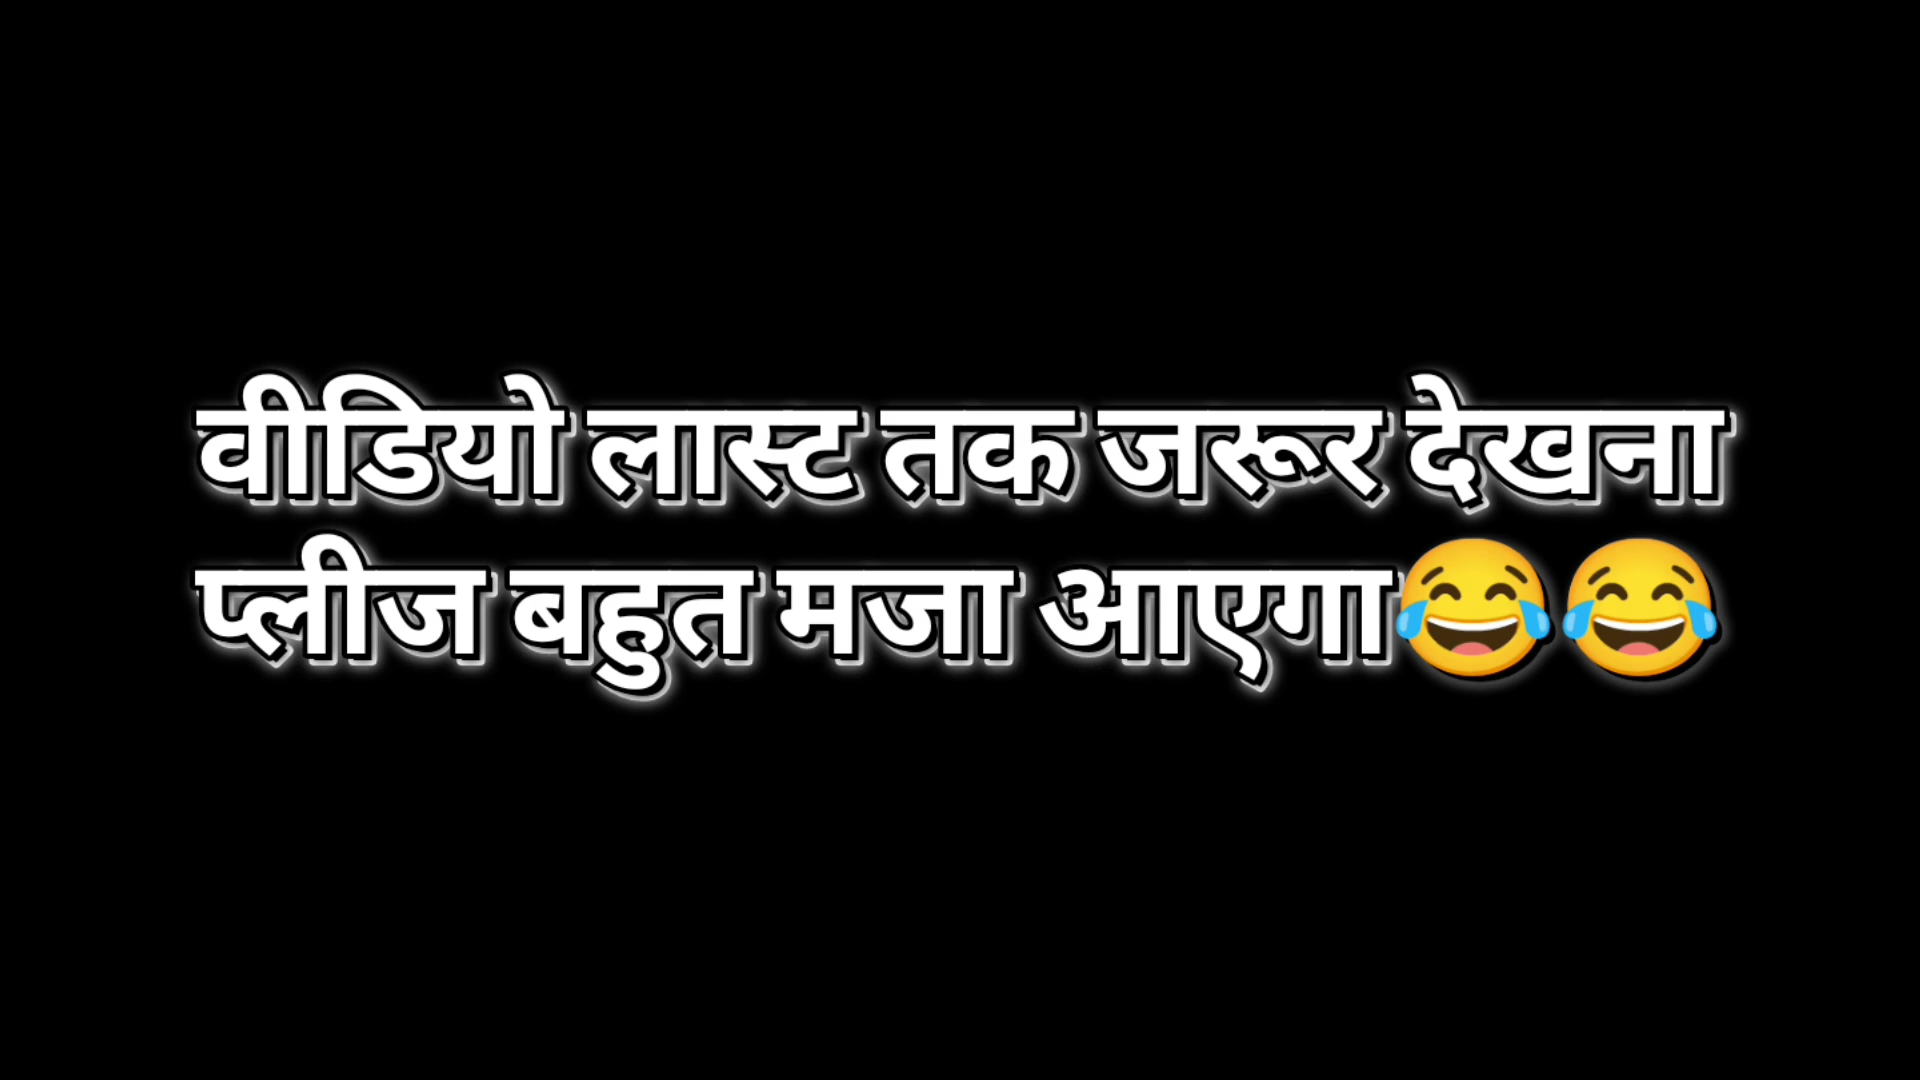 वीडियो लास्ट तक जरूर देखना
प्लीज बहुत मजा आएगा😂😂